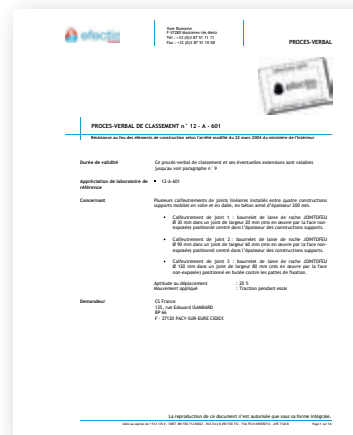 efectis
Voie Romaine
F-57280 Maizières-lès-Metz
Tél : +33 (0)3 87 51 11 11
Fax : +33 (0)3 87 51 10 58
PROCES-VERBAL
PROCES-VERBAL DE CLASSEMENT n° 12 - A - 601
Résistance au feu des éléments de construction selon l'arrêté modifié du 22 mars 2004 du ministère de l'Intérieur
Durée de validité
Ce procès-verbal de classement et ses éventuelles extensions sont valables
jusqu'au voir paragraphe n° 9
Appréciation de laboratoire de
référence
• 12-A-601
Concernant
Plusieurs calfeutrements de joints linéaires installés entre quatre constructions
supports mobiles en voile et en dalle, en béton armé d'épaisseur 200 mm.
• Calfeutrement de joint 1 : bourrelet de laine de roche JOINTOFEU
Ø 30 mm dans un joint de largeur 20 mm (mis en œuvre par la face non-
exposée) positionné centré dans l'épaisseur des constructions supports.
• Calfeutrement de joint 2 : bourrelet de laine de roche JOINTOFEU
Ø 90 mm dans un joint de largeur 60 mm (mis en œuvre par la face non-
exposée) positionné centré dans l'épaisseur des constructions supports.
• Calfeutrement de joint 3 : bourrelet de laine de roche JOINTOFEU
Ø 120 mm dans un joint de largeur 80 mm (mis en œuvre par la face
non exposée) positionné en butée contre les pattes de fixation.
Aptitude au déplacement : 20 %
Mouvement appliqué : Traction pendant essai
Demandeur
CS France
135, rue Edouard ISAMBARD
BP 66
F - 27120 PACY-SUR-EURE CEDEX
La reproduction de ce document n'est autorisée que sous sa forme intégrale.